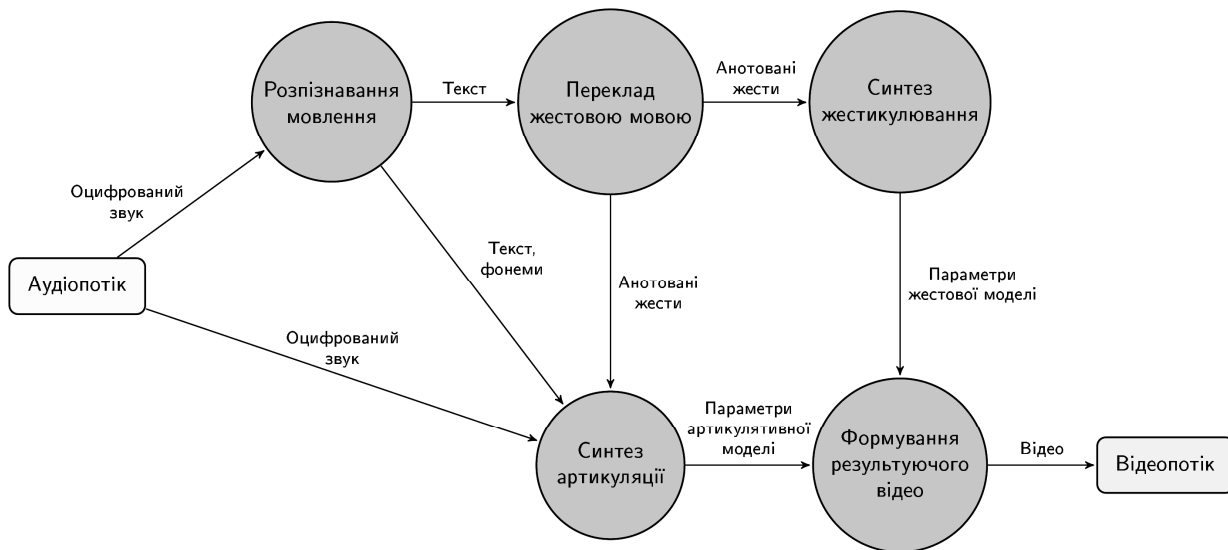 Розпізнавання
мовлення
Текст
Переклад
жестовою мовою
Анотовані
жести
Синтез
жестикулювання
Оцифрований
звук
Аудіопотік
Текст,
фонеми
Анотовані
жести
Параметри
жестової моделі
Оцифрований
звук
Синтез
артикуляції
Параметри
артикулятивної
моделі
Формування
результуючого
відео
Відео
Відеопотік